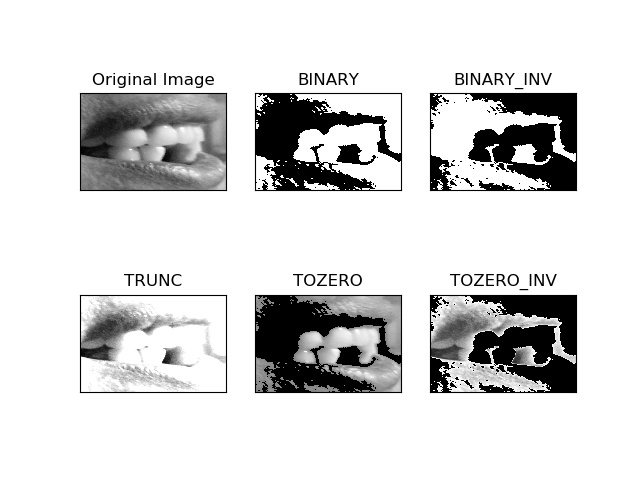 Original Image
BINARY
BINARY_INV
TRUNC
TOZERO
TOZERO_INV